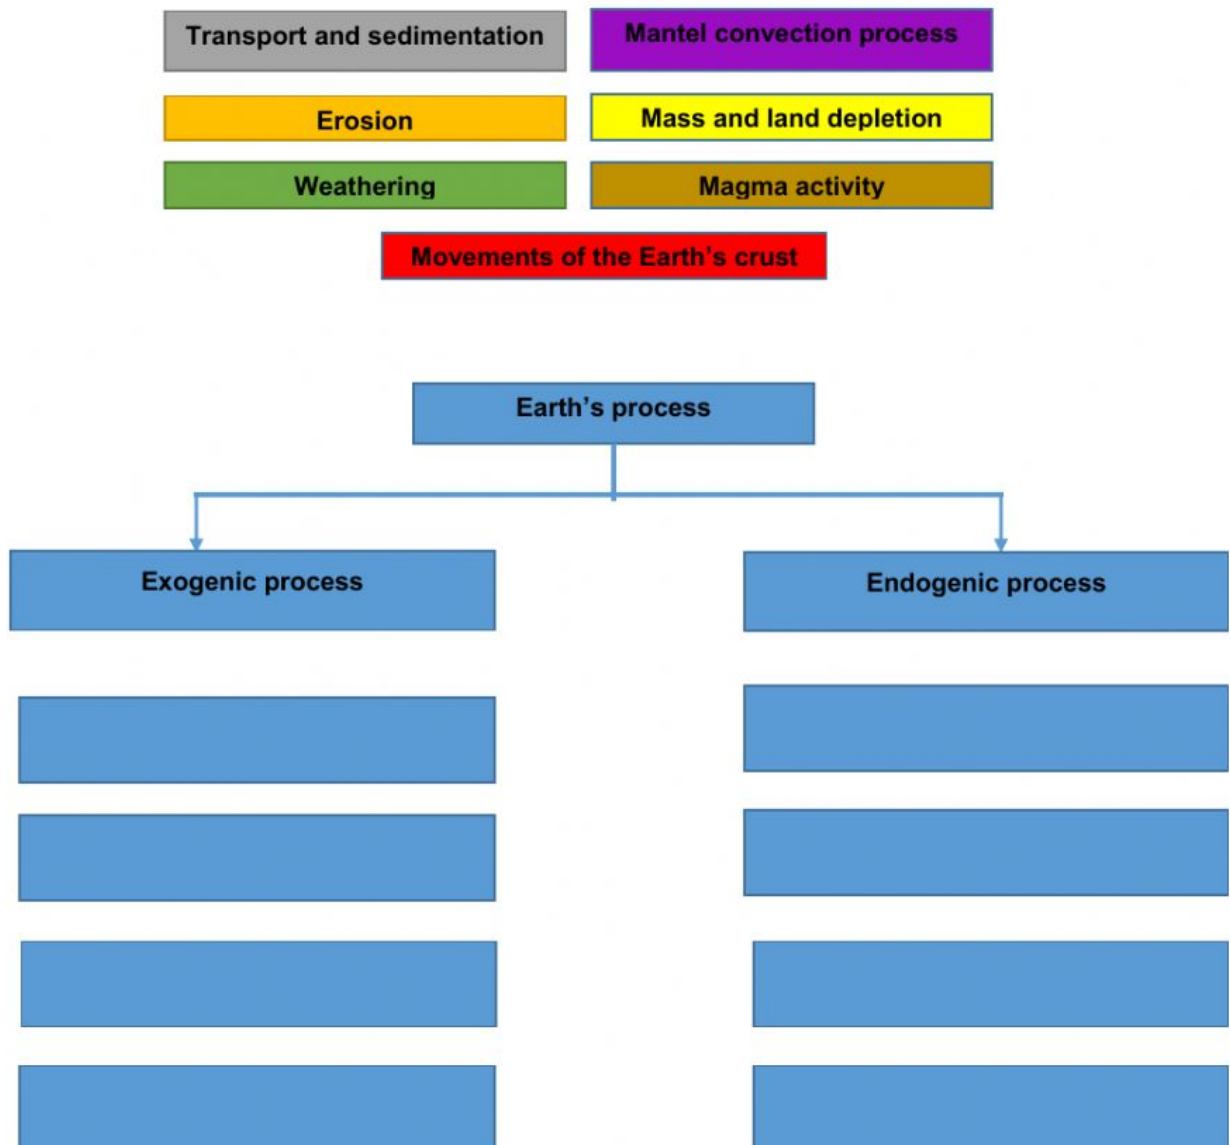 Transport and sedimentation
Mantel convection process
Erosion
Mass and land depletion
Weathering
Magma activity
Movements of the Earth’s crust
Earth’s process
Exogenic process
Endogenic process